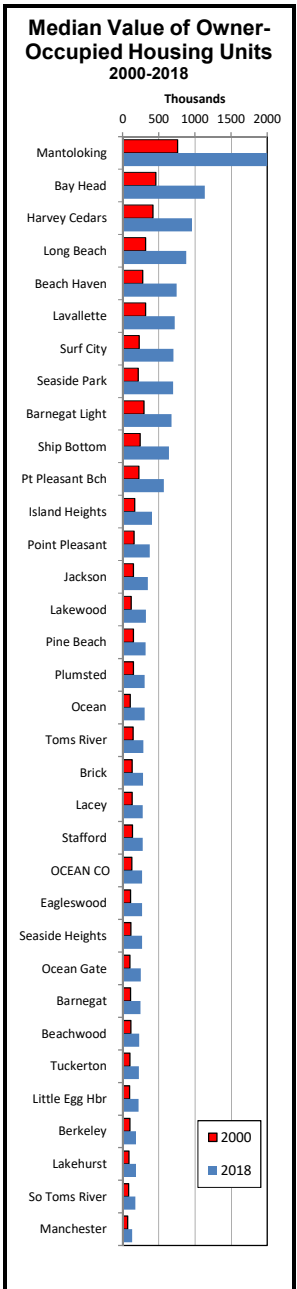 Median Value of Owner-
Occupied Housing Units
2000-2018
Thousands
0 500 1000 1500 2000
Mantoloking
Bay Head
Harvey Cedars
Long Beach
Beach Haven
Lavallette
Surf City
Seaside Park
Barnegat Light
Ship Bottom
Pt Pleasant Bch
Island Heights
Point Pleasant
Jackson
Lakewood
Pine Beach
Plumsted
Ocean
Toms River
Brick
Lacey
Stafford
OCEAN CO
Eagleswood
Seaside Heights
Ocean Gate
Barnegat
Beachwood
Tuckerton
Little Egg Hbr
Berkeley
Lakehurst
So Toms River
Manchester
2000
2018